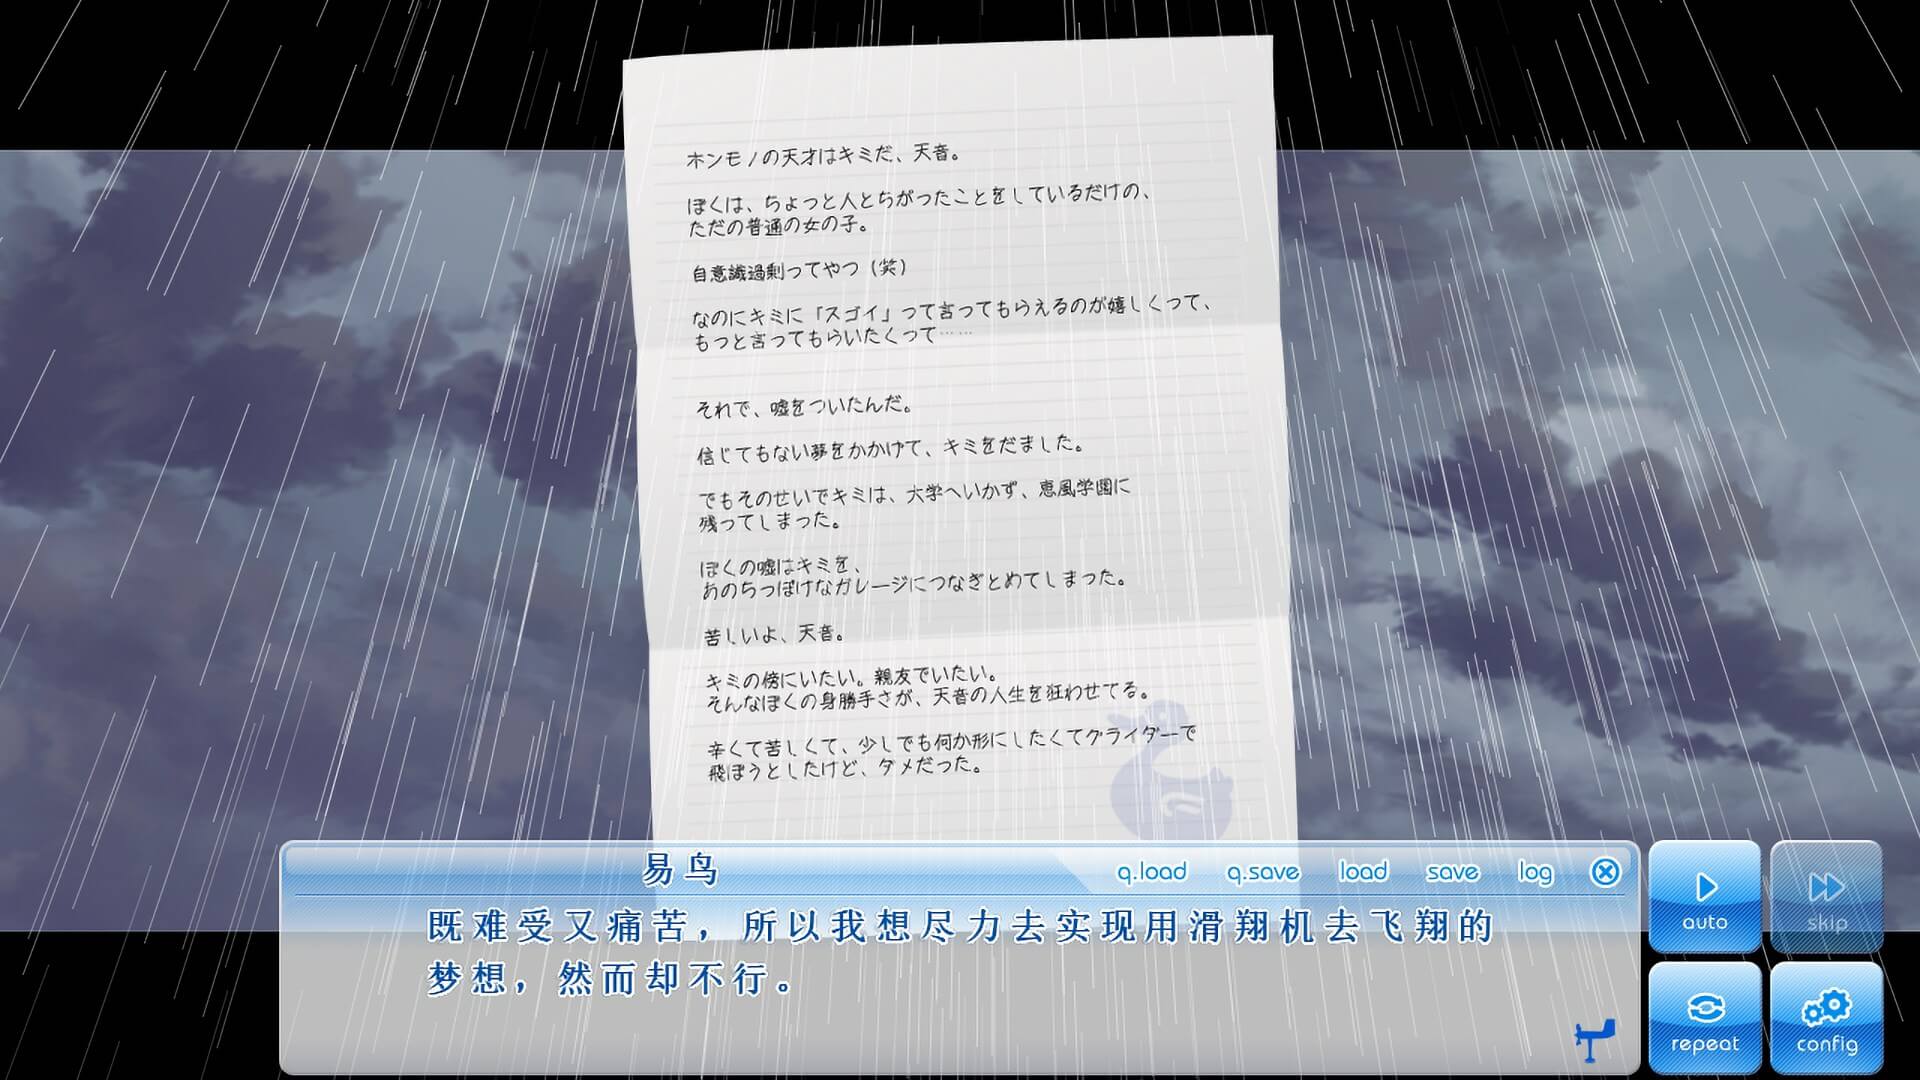 ホンモノの天才はキミだ、天音。
ぼくは、ちょっと人とちがったことをしているだけの、
ただの普通の女の子。
自意識過剰ってやつ（笑）
なのにキミに「スゴイ」って言ってもらえるのが嬉しくって、
もっと言ってもらいたくって……
それで、嘘をついたんだ。
信じてもない夢をかかげて、キミをだました。
でもそのせいでキミは、大学へいかず、恵風学園に
残ってしまった。
ぼくの嘘はキミを、
あのちっぽけなガレージにつなぎとめてしまった。
苦しいよ、天音。
キミの傍にいたい。親友でいたい。
そんなぼくの身勝手さが、天音の人生を狂わせてる。
辛くて苦しくて、少しでも何か形にしたくてグライダーで
飛ぼうとしたけど、ダメだった。
易鸟
q.load q.save load save log
既难受又痛苦，所以我想尽力去实现用滑翔机去飞翔的
梦想，然而却不行。
auto
skip
repeat
config